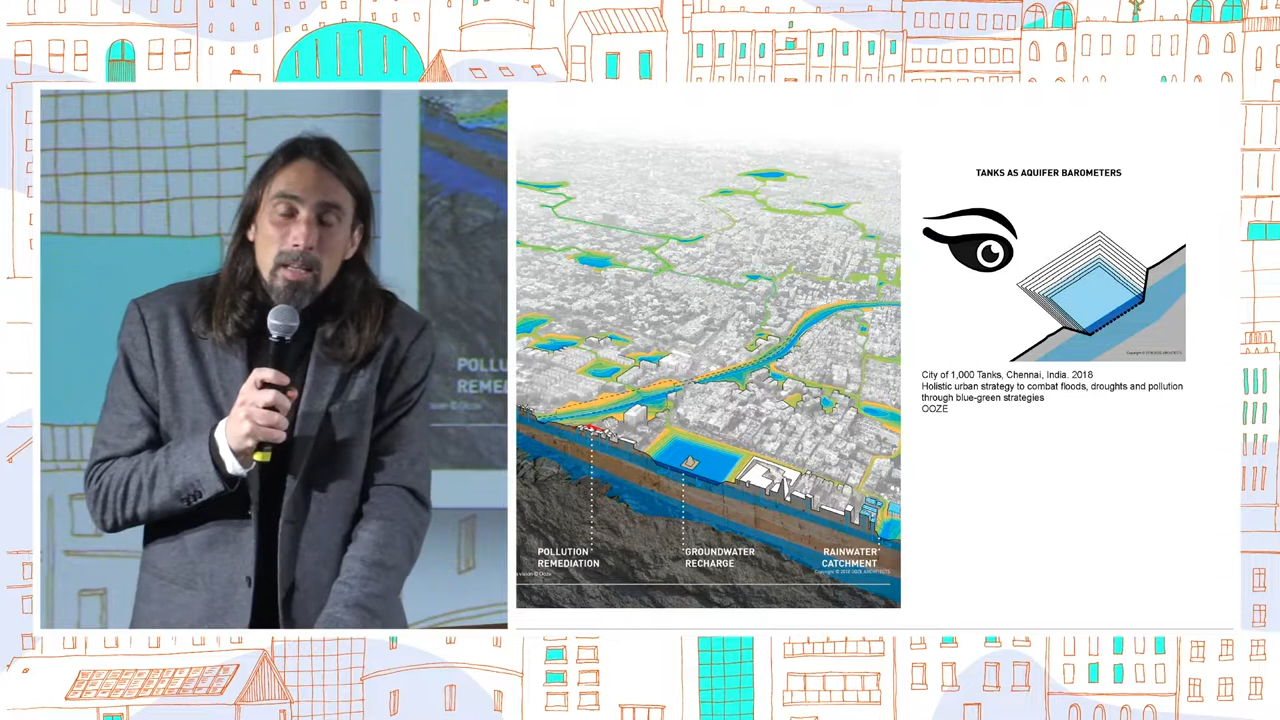 POLLU
REMED
TANKS AS AQUIFER BAROMETERS
City of 1,000 Tanks, Chennai, India. 2018
Holistic urban strategy to combat floods, droughts and pollution
through blue-green strategies
OOZE
POLLUTION
REMEDIATION
GROUNDWATER
RECHARGE
RAINWATER
CATCHMENT